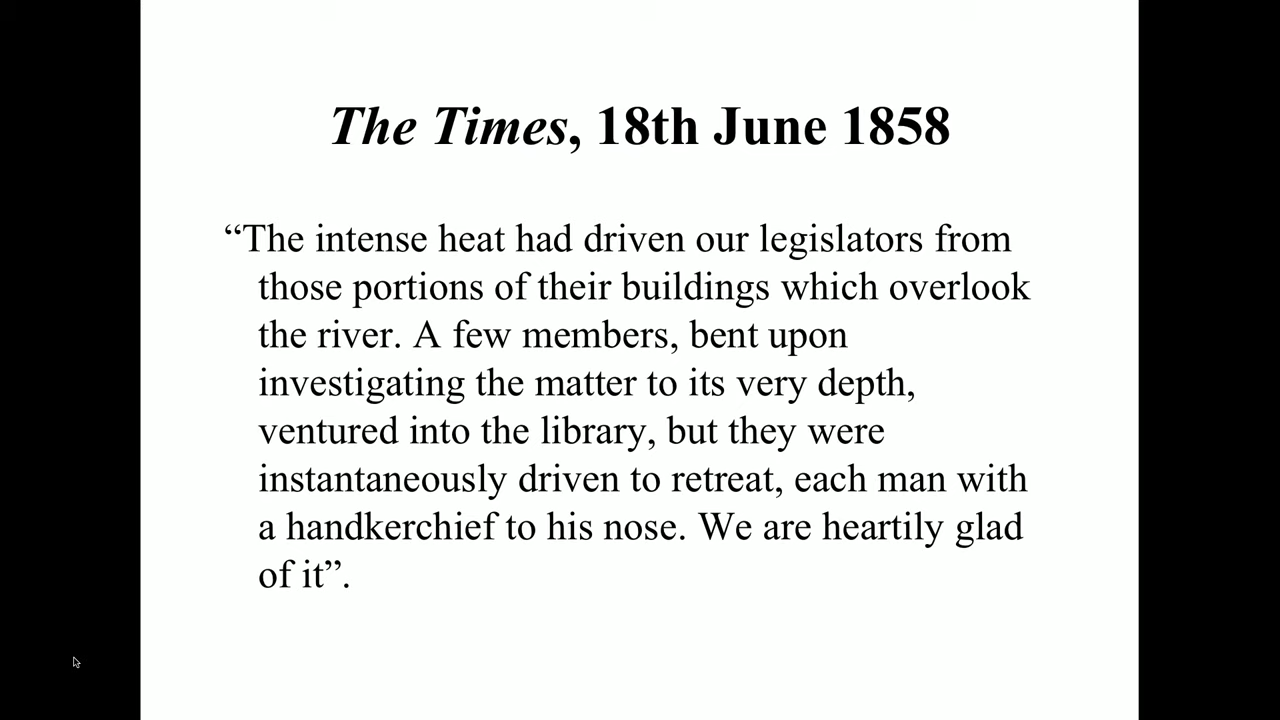 The Times, 18th June 1858
“The intense heat had driven our legislators from
those portions of their buildings which overlook
the river. A few members, bent upon
investigating the matter to its very depth,
ventured into the library, but they were
instantaneously driven to retreat, each man with
a handkerchief to his nose. We are heartily glad
of it”.